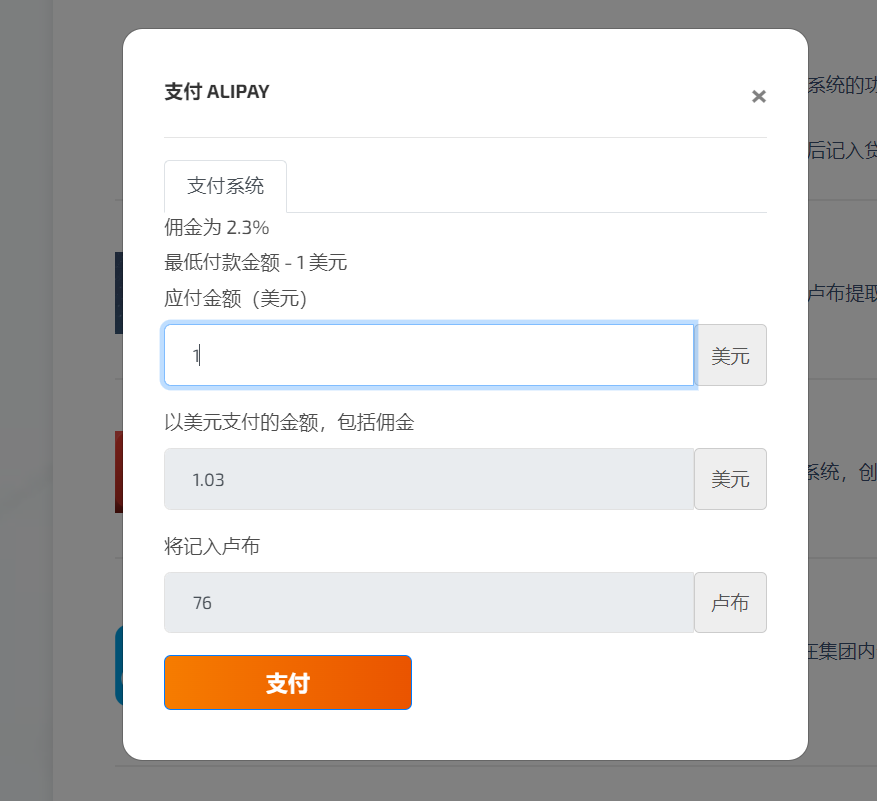 支付 ALIPAY
×
系统的功
后记入贷
支付系统
佣金为 2.3%
最低付款金额 - 1 美元
应付金额（美元）
卢布提取
1
美元
以美元支付的金额，包括佣金
1.03
美元
系统，创
将记入卢布
76
卢布
在集团内
支付